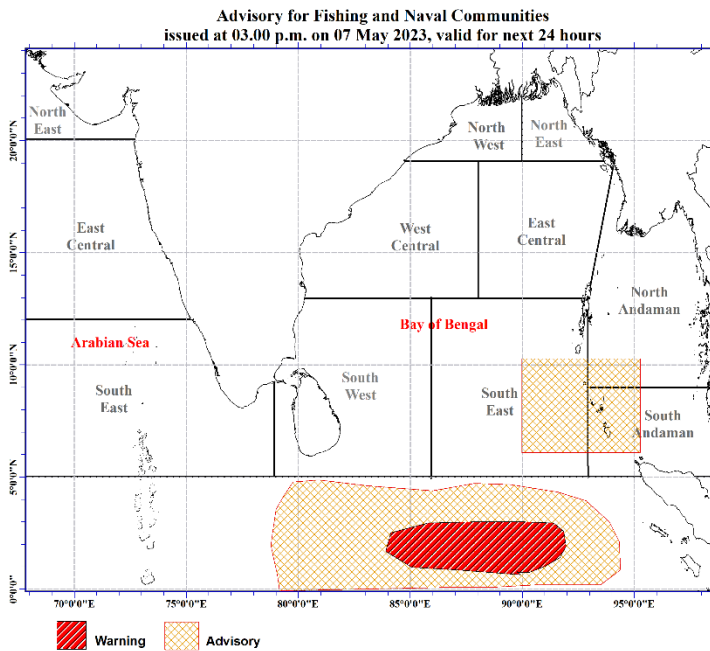 Advisory for Fishing and Naval Communities
issued at 03.00 p.m. on 07 May 2023, valid for next 24 hours
North
East
North
West
North
East
20°0'0"N
East
Central
West
Central
East
Central
15°0'0"N
North
Andaman
Arabian Sea
Bay of Bengal
10°0'0"N
South
East
South
West
South
East
South
Andaman
5°0'0"N
0°0'0"
70°0'0"E
75°0'0"E
80°0'0"E
85°0'0"E
90°0'0"E
95°0'0"E
Warning
Advisory